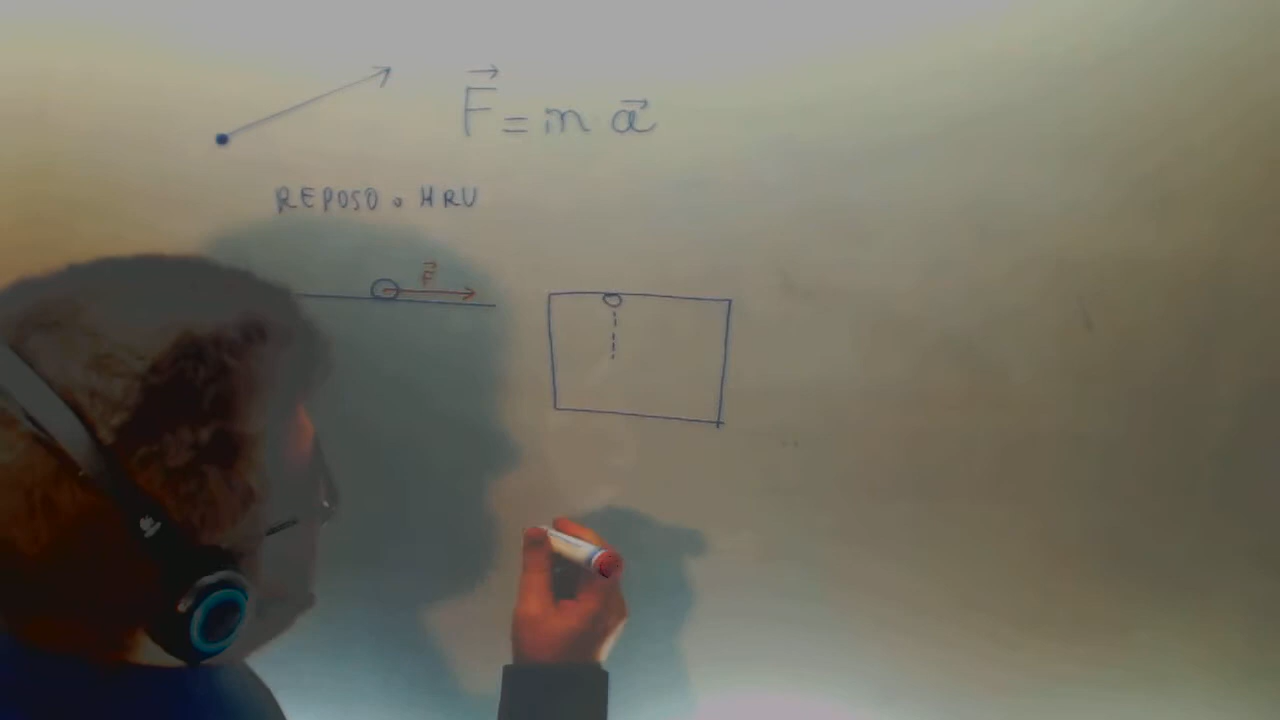 F⃗ = m a⃗
REPOSO o MRU
F⃗